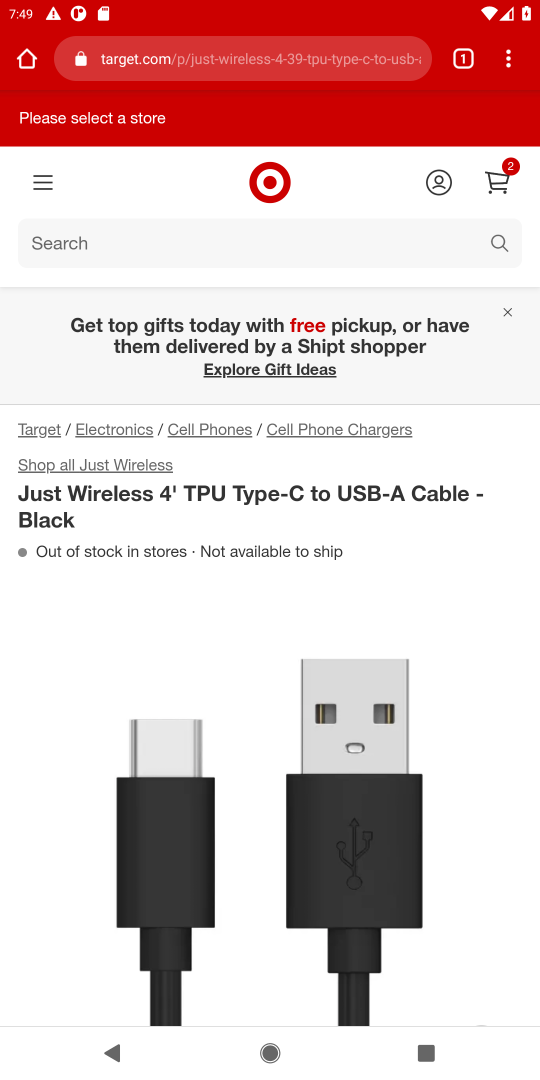 7:49
target.com/p/just-wireless-4-39-tpu-type-c-to-usb-
1
Please select a store
2
Search
Get top gifts today with free pickup, or have
them delivered by a Shipt shopper
Explore Gift Ideas
Target / Electronics / Cell Phones / Cell Phone Chargers
Shop all Just Wireless
Just Wireless 4' TPU Type-C to USB-A Cable -
Black
Out of stock in stores · Not available to ship